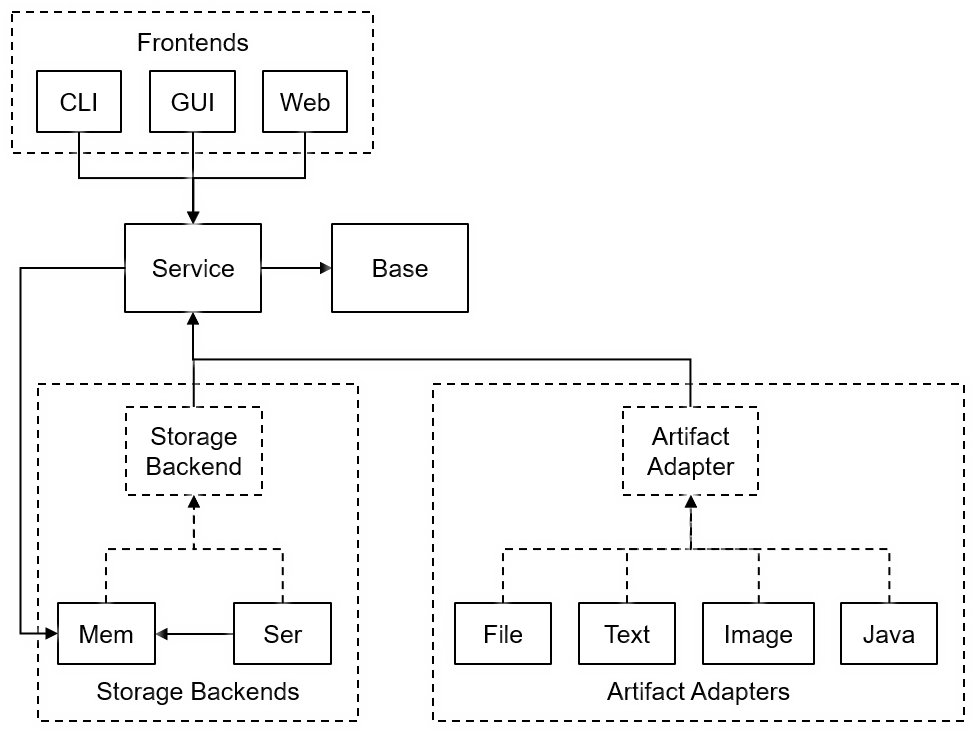 Frontends
CLI
GUI
Web
Service
Base
Storage
Backend
Artifact
Adapter
Mem
Ser
File
Text
Image
Java
Storage Backends
Artifact Adapters